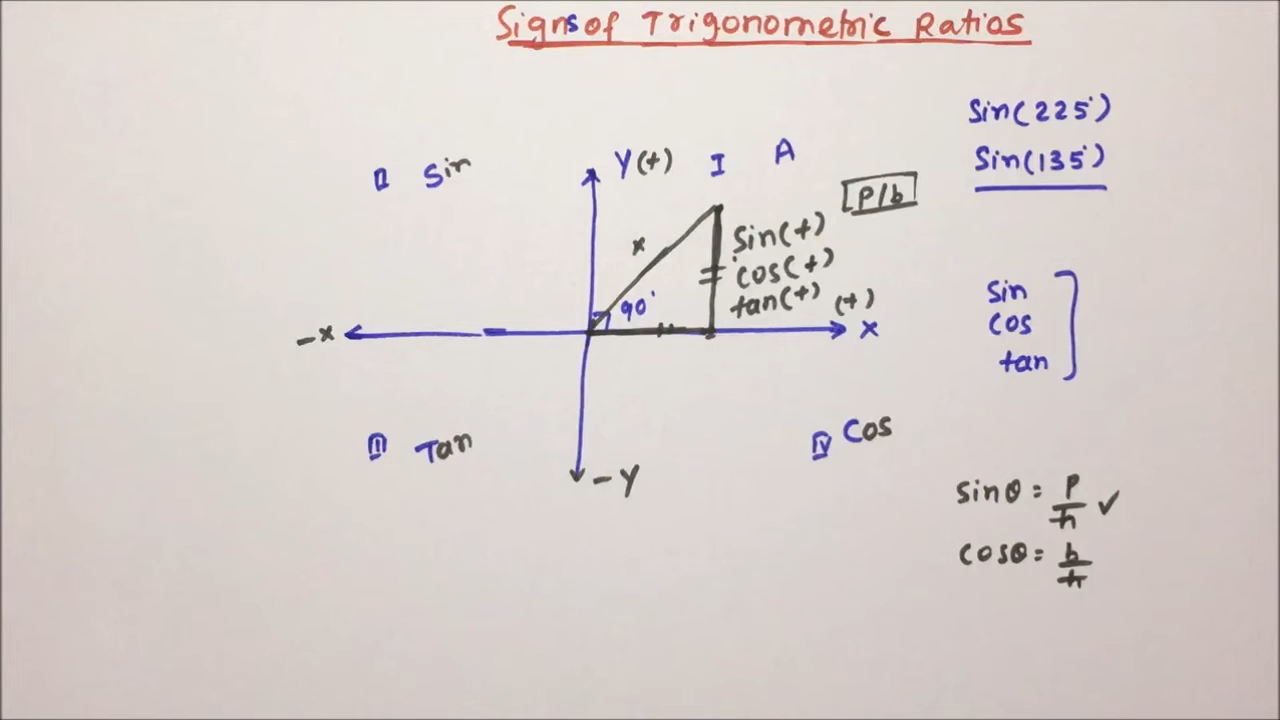 Signs of Trigonometric Ratios
Sin(225°)
Sin(135°)
Y(+)
I
A
II
Sin
P/b
Sin(+)
cos(+)
tan(+)
(+)
90°
x
-x
X
Sin
Cos
tan
III
Tan
IV
Cos
-Y
Sinθ = P/h ✓
Cosθ = b/h